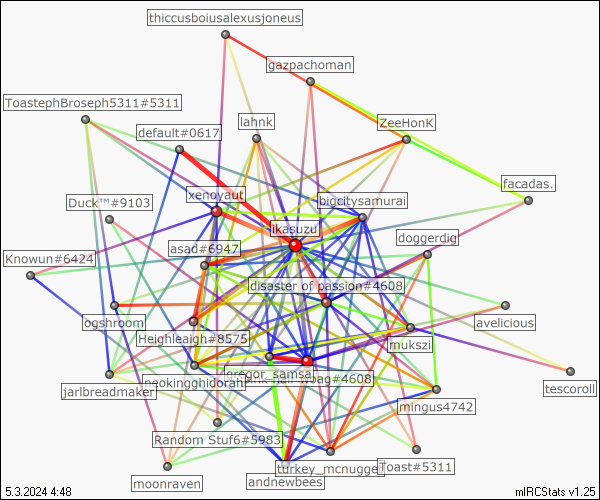 thiccusboiusalexusjoneus
gazpachoman
ToastephBroseph5311#5311
lahnk
ZeeHonK
default#0617
facadas.
xenoyaut
Duck™#9103
bigcitysamurai
likasuzu
doggerdig
asad#6947
Knowun#6424
disaster of passion#4608
ogshroom
avelicious
Heighleaigh#8575
mukszi
gregor_samsa
neokingghidorah
#4608
jarlbreadmaker
tescoroll
mingus4742
Random Stuf6#5983
moonraven
turkey_mcnugget
Toast#5311
andnewbees
5.3.2024 4:48
mIRCStats v1.25